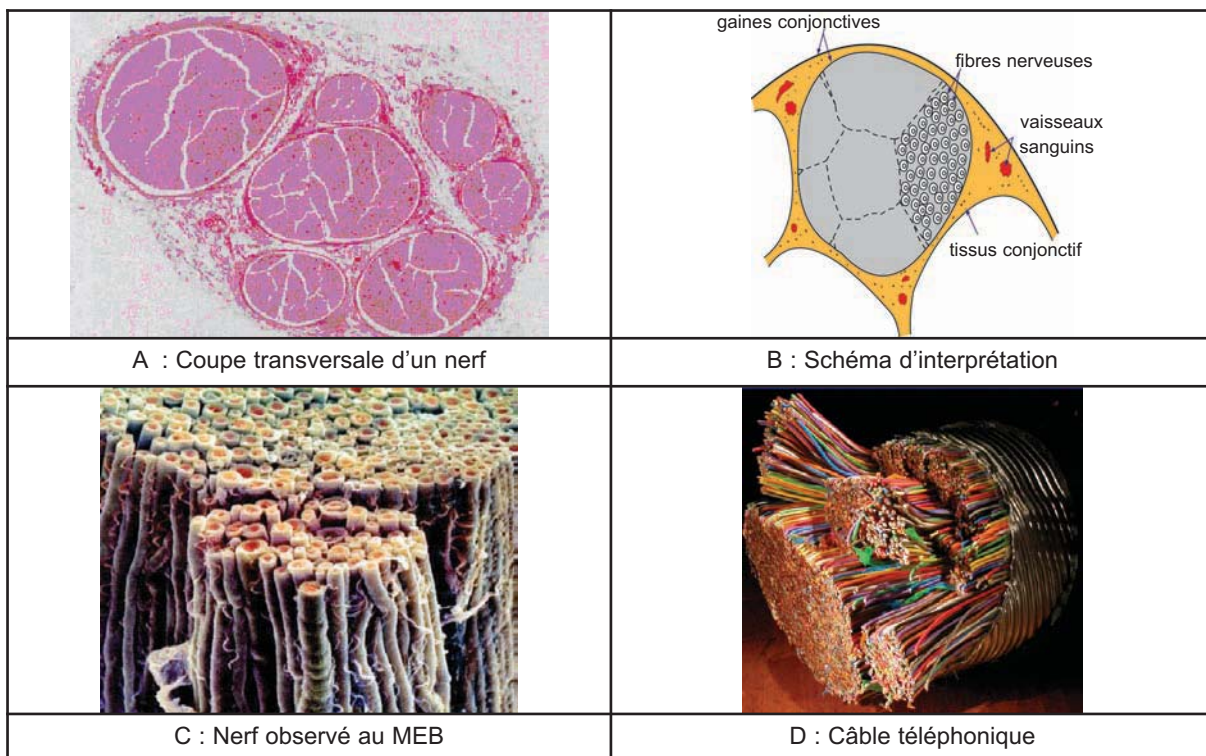 gaines conjonctives
fibres nerveuses
vaisseaux
sanguins
tissus conjonctif
A : Coupe transversale d'un nerf
B : Schéma d'interprétation
C : Nerf observé au MEB
D : Câble téléphonique